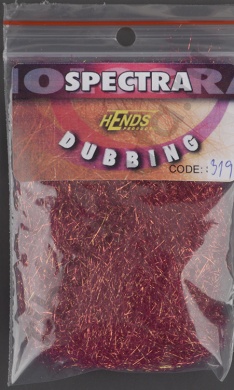 SPECTRA
HENDS
DUBBING
CODE: : 319